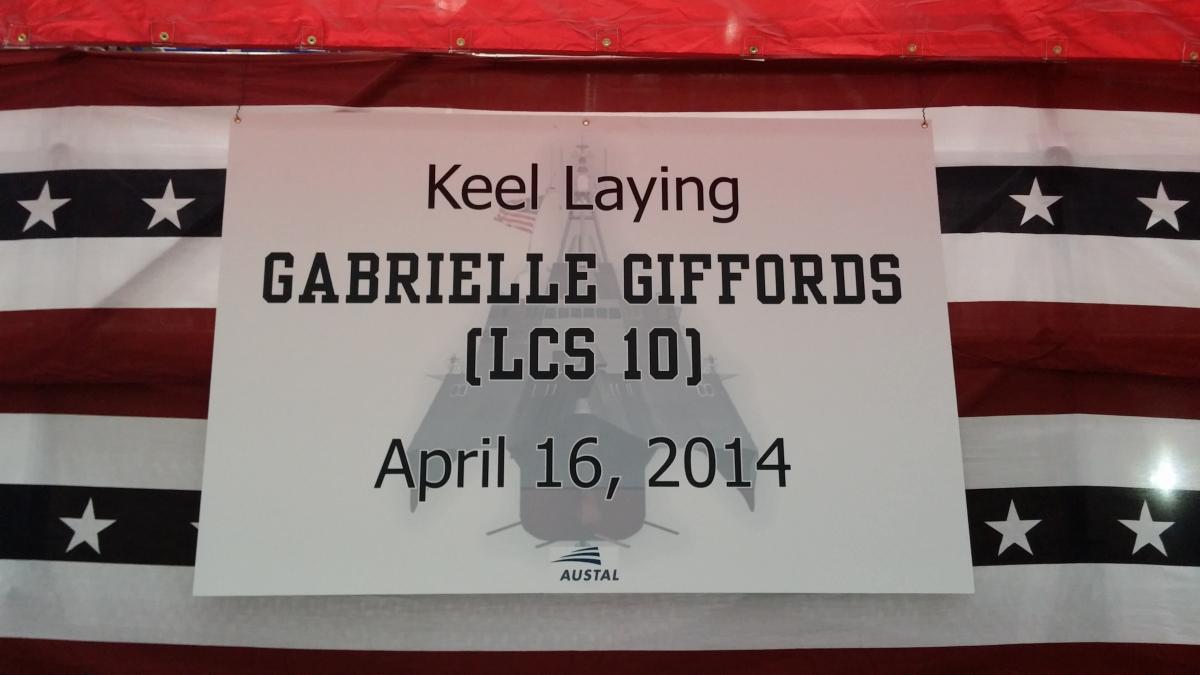 Keel Laying
GABRIELLE GIFFORDS
(LCS 10)
April 16, 2014
AUSTAL